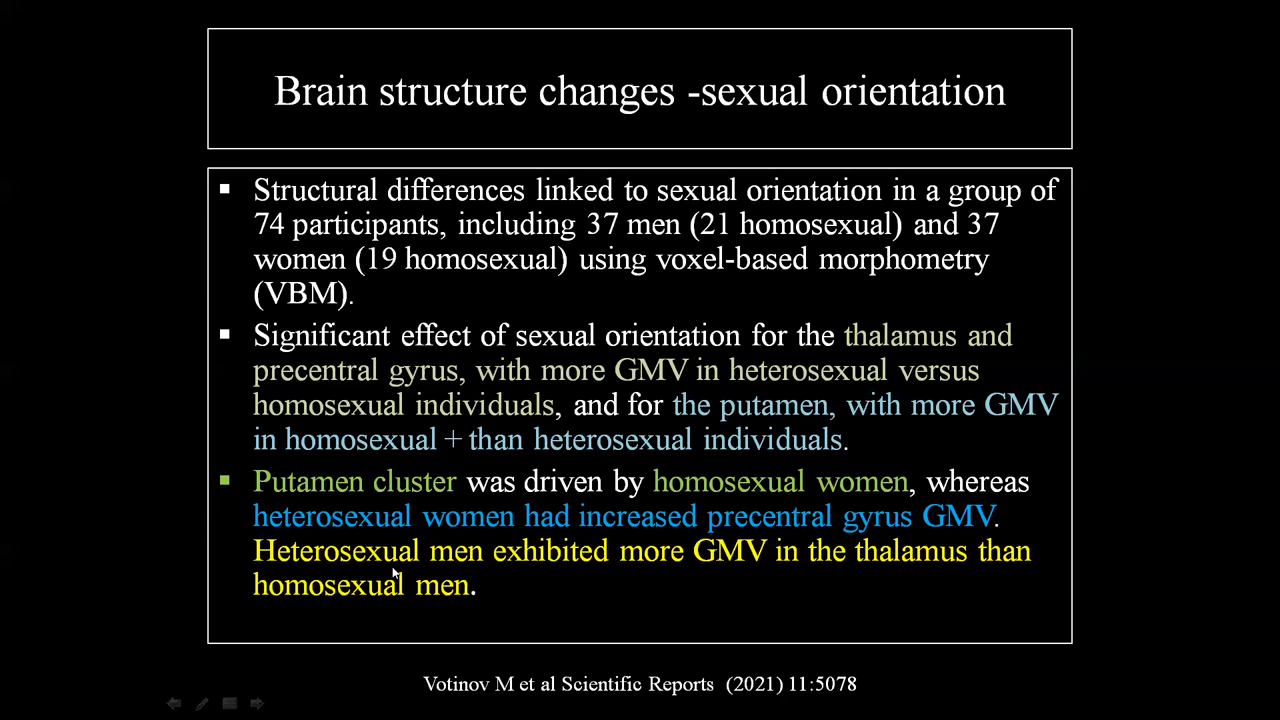 Brain structure changes -sexual orientation
▪ Structural differences linked to sexual orientation in a group of
74 participants, including 37 men (21 homosexual) and 37
women (19 homosexual) using voxel-based morphometry
(VBM).
▪ Significant effect of sexual orientation for the thalamus and
precentral gyrus, with more GMV in heterosexual versus
homosexual individuals, and for the putamen, with more GMV
in homosexual + than heterosexual individuals.
▪ Putamen cluster was driven by homosexual women, whereas
heterosexual women had increased precentral gyrus GMV.
Heterosexual men exhibited more GMV in the thalamus than
homosexual men.
Votinov M et al Scientific Reports (2021) 11:5078